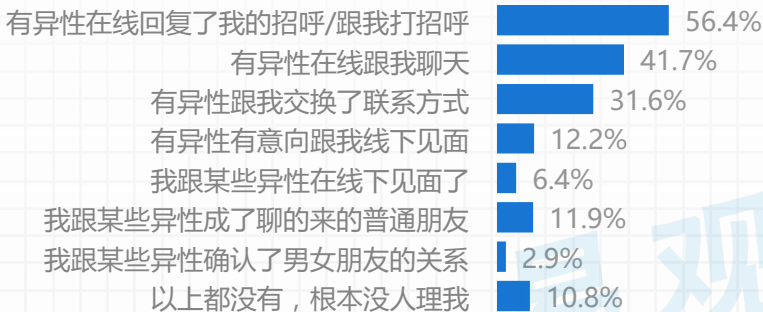 有异性在线回复了我的招呼/跟我打招呼 56.4%
有异性在线跟我聊天 41.7%
有异性跟我交换了联系方式 31.6%
有异性有意向跟我线下见面 12.2%
我跟某些异性在线下见面了 6.4%
我跟某些异性成了聊的来的普通朋友 11.9%
我跟某些异性确认了男女朋友的关系 2.9%
以上都没有，根本没人理我 10.8%
观